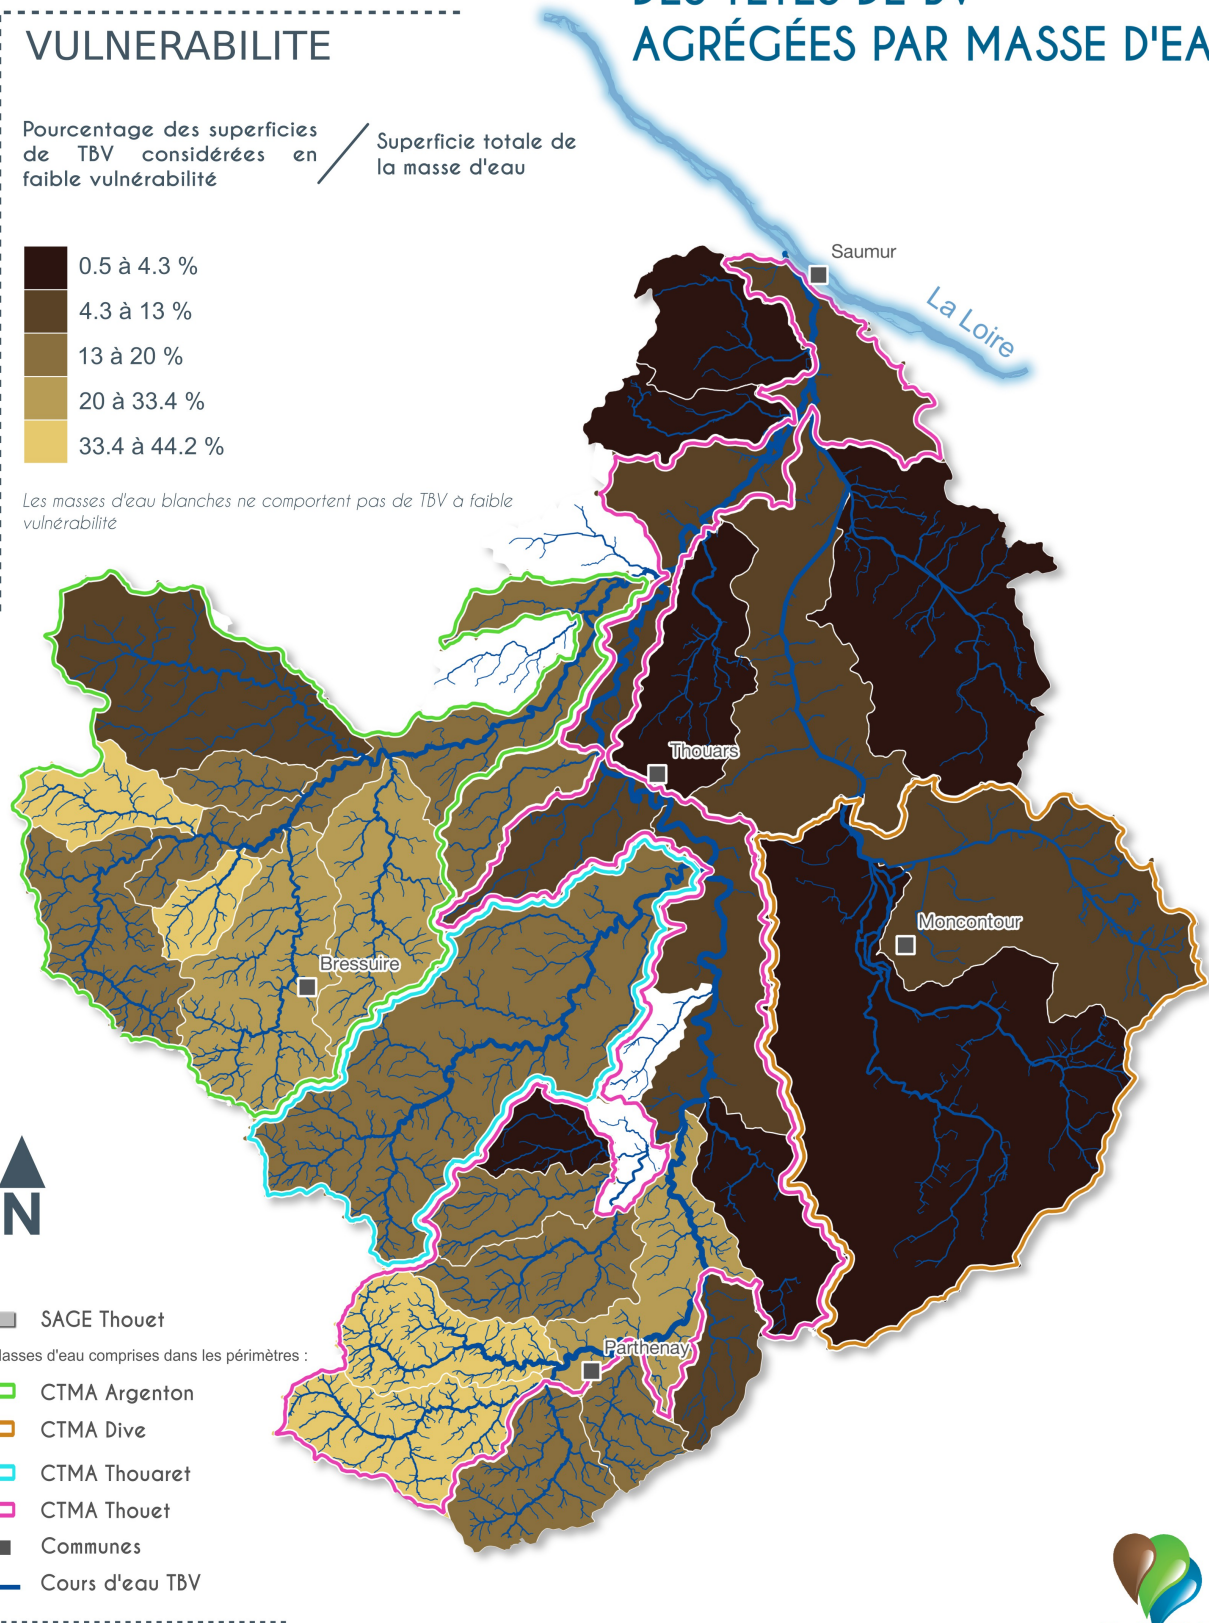 VULNERABILITE
AGRÉGÉES PAR MASSE D'EA
Pourcentage des superficies
de TBV considérées en
faible vulnérabilité
Superficie totale de
la masse d'eau
0.5 à 4.3 %
4.3 à 13 %
13 à 20 %
20 à 33.4 %
33.4 à 44.2 %
Les masses d'eau blanches ne comportent pas de TBV à faible
vulnérabilité
Saumur
La Loire
Thouars
Moncontour
Bressuire
Parthenay
N
SAGE Thouet
Masses d'eau comprises dans les périmètres :
CTMA Argenton
CTMA Dive
CTMA Thouaret
CTMA Thouet
Communes
Cours d'eau TBV